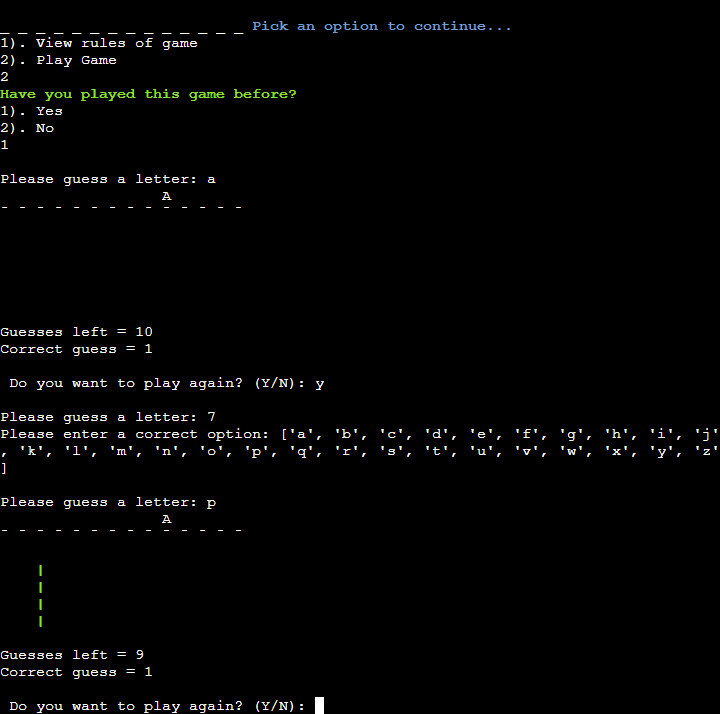 _ _ _ _ _ _ _ _ _ _ _ _ _ _ Pick an option to continue...
1). View rules of game
2). Play Game
2
Have you played this game before?
1). Yes
2). No
1
Please guess a letter: a
A
- - - - - - - - - - - - - -
Guesses left = 10
Correct guess = 1
Do you want to play again? (Y/N): y
Please guess a letter: 7
Please enter a correct option: ['a', 'b', 'c', 'd', 'e', 'f', 'g', 'h', 'i', 'j'
, 'k', 'l', 'm', 'n', 'o', 'p', 'q', 'r', 's', 't', 'u', 'v', 'w', 'x', 'y', 'z'
]
Please guess a letter: p
A
- - - - - - - - - - - - - -
|
|
|
|
Guesses left = 9
Correct guess = 1
Do you want to play again? (Y/N):